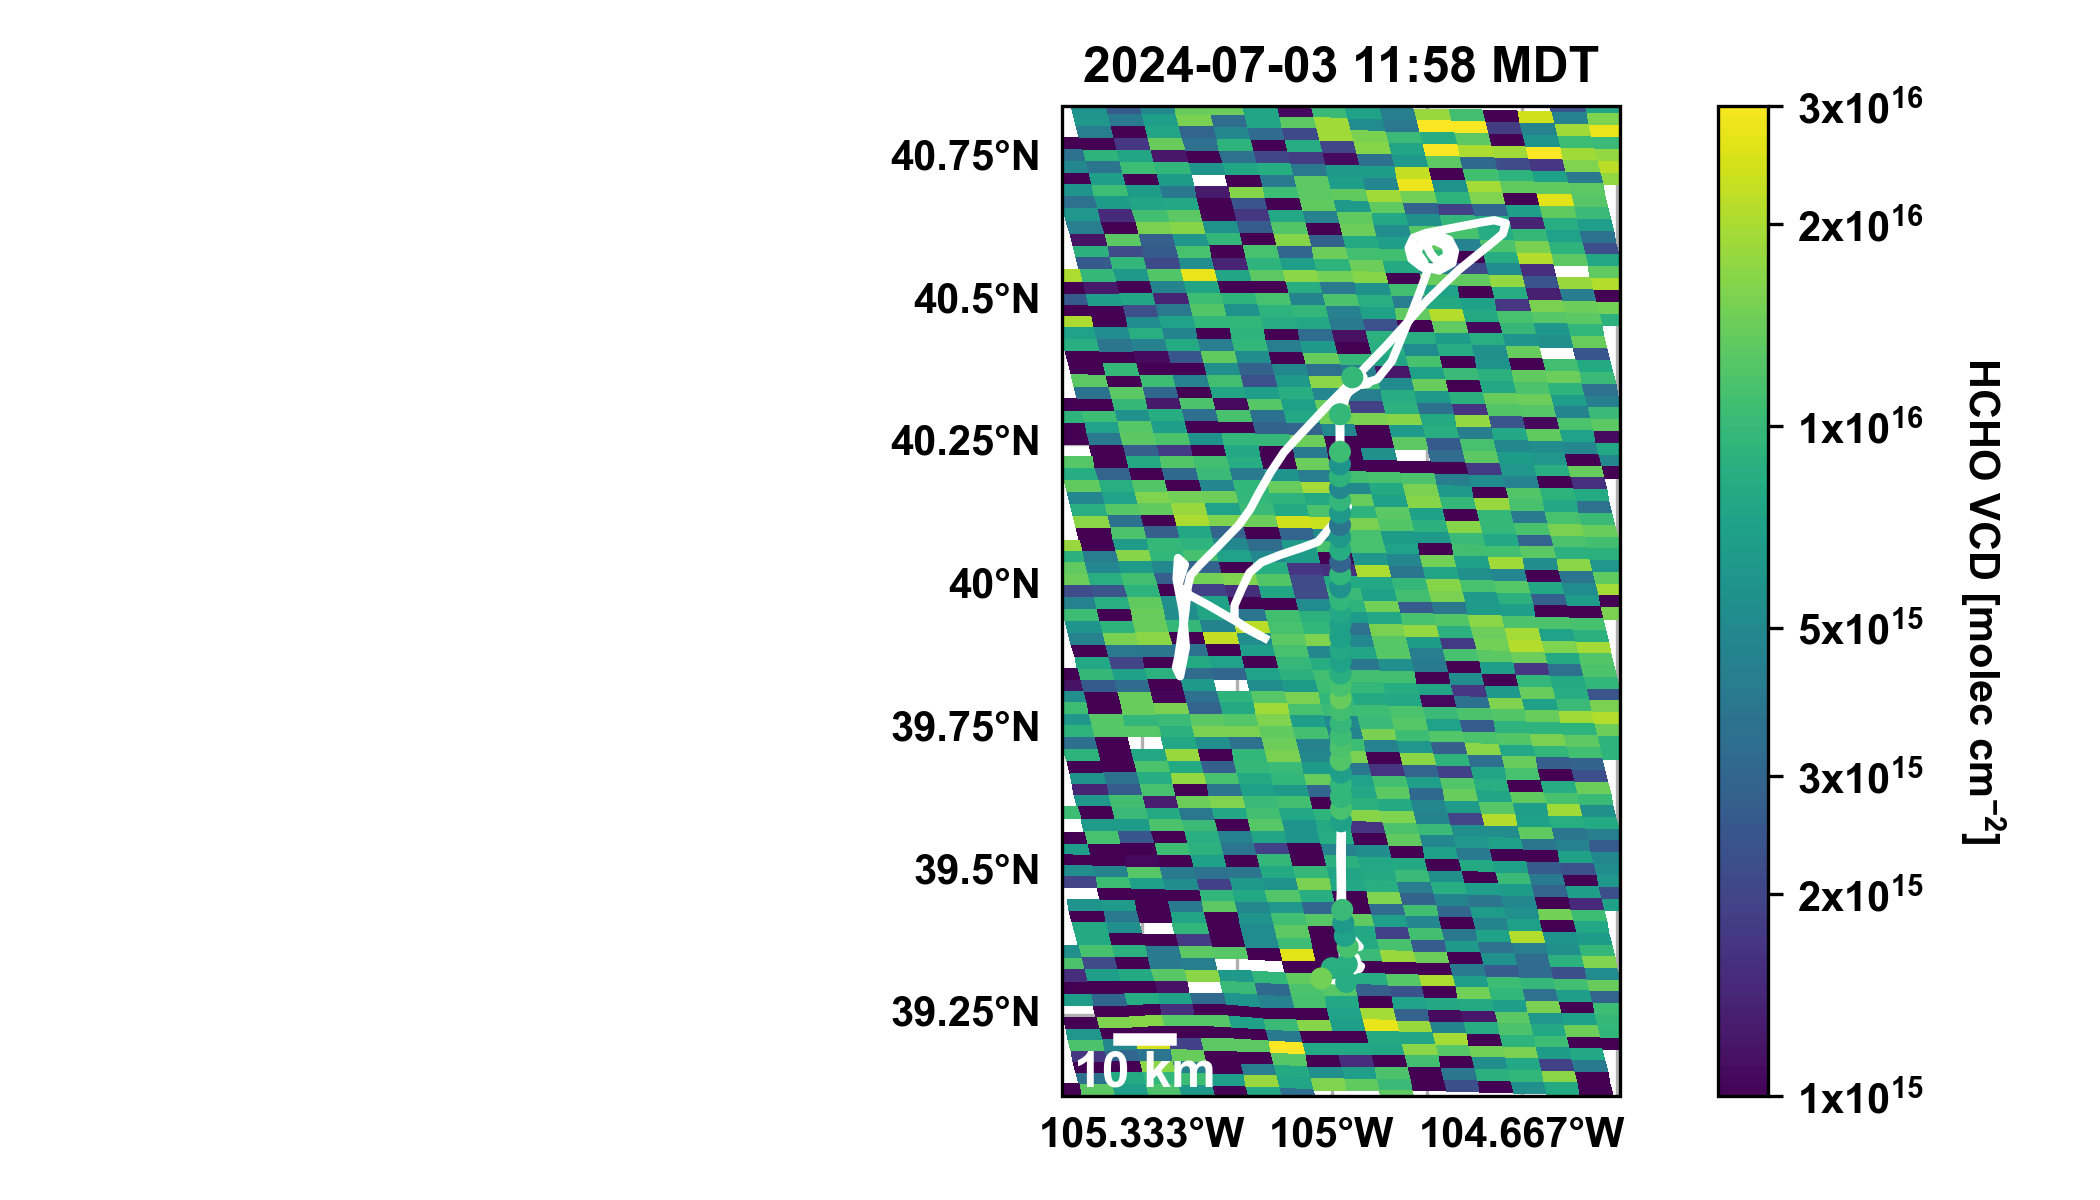 2024-07-03 11:58 MDT
40.75°N
40.5°N
40.25°N
40°N
39.75°N
39.5°N
39.25°N
10 km
105.333°W 105°W 104.667°W
3x10¹⁶
2x10¹⁶
1x10¹⁶
5x10¹⁵
3x10¹⁵
2x10¹⁵
1x10¹⁵
HCHO VCD [molec cm⁻²]